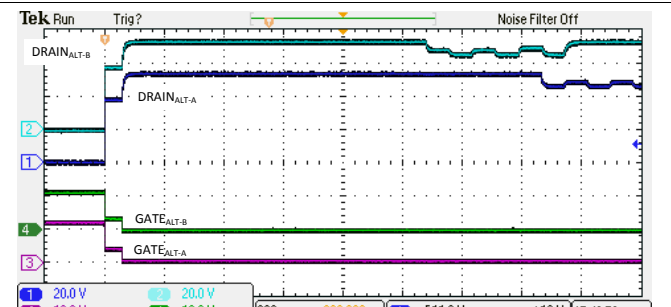 Tek Run Trig? Noise Filter Off
T
DRAINALT-B
DRAINALT-A
2
1
GATEALT-B
4
GATEALT-A
3
1 20.0 V 2 20.0 V